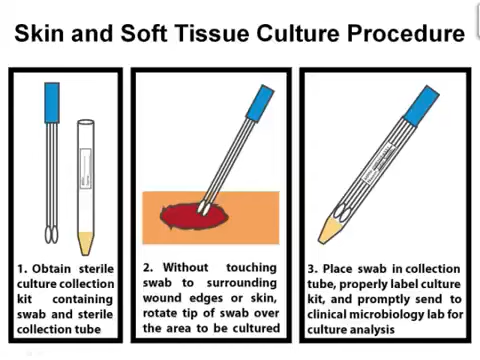 Skin and Soft Tissue Culture Procedure
1. Obtain sterile
culture collection
kit containing
swab and sterile
collection tube
2. Without touching
swab to surrounding
wound edges or skin,
rotate tip of swab over
the area to be cultured
3. Place swab in collection
tube, properly label culture
kit, and promptly send to
clinical microbiology lab for
culture analysis